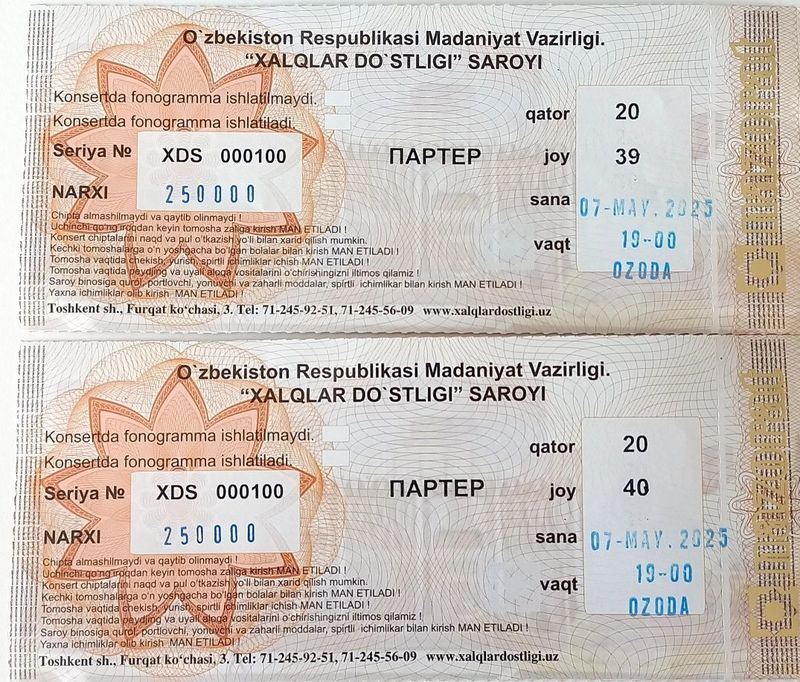 O`zbekiston Respublikasi Madaniyat Vazirligi.
“XALQLAR DO`STLIGI” SAROYI
Konsertda fonogramma ishlatilmaydi.
Konsertda fonogramma ishlatiladi.
qator 20
Seriya № XDS 000100
ПАРТЕР
joy 39
NARXI 250000
sana 07-MAY.2025
vaqt 19-00
OZODA
Chipta almashilmaydi va qaytib olinmaydi !
Uchinchi qo‘ng‘iroqdan keyin tomosha zaliga kirish MAN ETILADI !
Konsert chiptalarini naqd va pul o‘tkazish yo‘li bilan xarid qilish mumkin.
Kechki tomoshalarga o‘n yoshgacha bo‘lgan bolalar bilan kirish MAN ETILADI !
Tomosha vaqtida bekishiy yurish, spirtli ichimliklar ichish MAN ETILADI !
Tomosha vaqtida ovozing va uyali aloqa vositalarini o‘chirishingizni iltimos qilamiz !
Saroy binosiga qurol, portlovchi, yonuvchi va zaharli moddalar, spirtli ichimlikar bilan kirish MAN ETILADI !
Yaxna ichimliklar olib kirish MAN ETILADI !
Toshkent sh., Furqat ko‘chasi, 3. Tel: 71-245-92-51, 71-245-56-09 www.xalqlardostligi.uz
O`zbekiston Respublikasi Madaniyat Vazirligi.
“XALQLAR DO`STLIGI” SAROYI
Konsertda fonogramma ishlatilmaydi.
Konsertda fonogramma ishlatiladi.
qator 20
Seriya № XDS 000100
ПАРТЕР
joy 40
NARXI 250000
sana 07-MAY.2025
vaqt 19-00
OZODA
Chipta almashilmaydi va qaytib olinmaydi !
Uchinchi qo‘ng‘iroqdan keyin tomosha zaliga kirish MAN ETILADI !
Konsert chiptalarini naqd va pul o‘tkazish yo‘li bilan xarid qilish mumkin.
Kechki tomoshalarga o‘n yoshgacha bo‘lgan bolalar bilan kirish MAN ETILADI !
Tomosha vaqtida ichimliklar ichish MAN ETILADI !
Tomosha vaqtida va uyali aloqa vositalarini o‘chirishingizni iltimos qilamiz !
Saroy binosiga qurol, portlovchi, yonuvchi va zaharli moddalar, spirtli ichimlikar bilan kirish MAN ETILADI !
Yaxna ichimliklar olib kirish MAN ETILADI !
Toshkent sh., Furqat ko‘chasi, 3. Tel: 71-245-92-51, 71-245-56-09 www.xalqlardostligi.uz